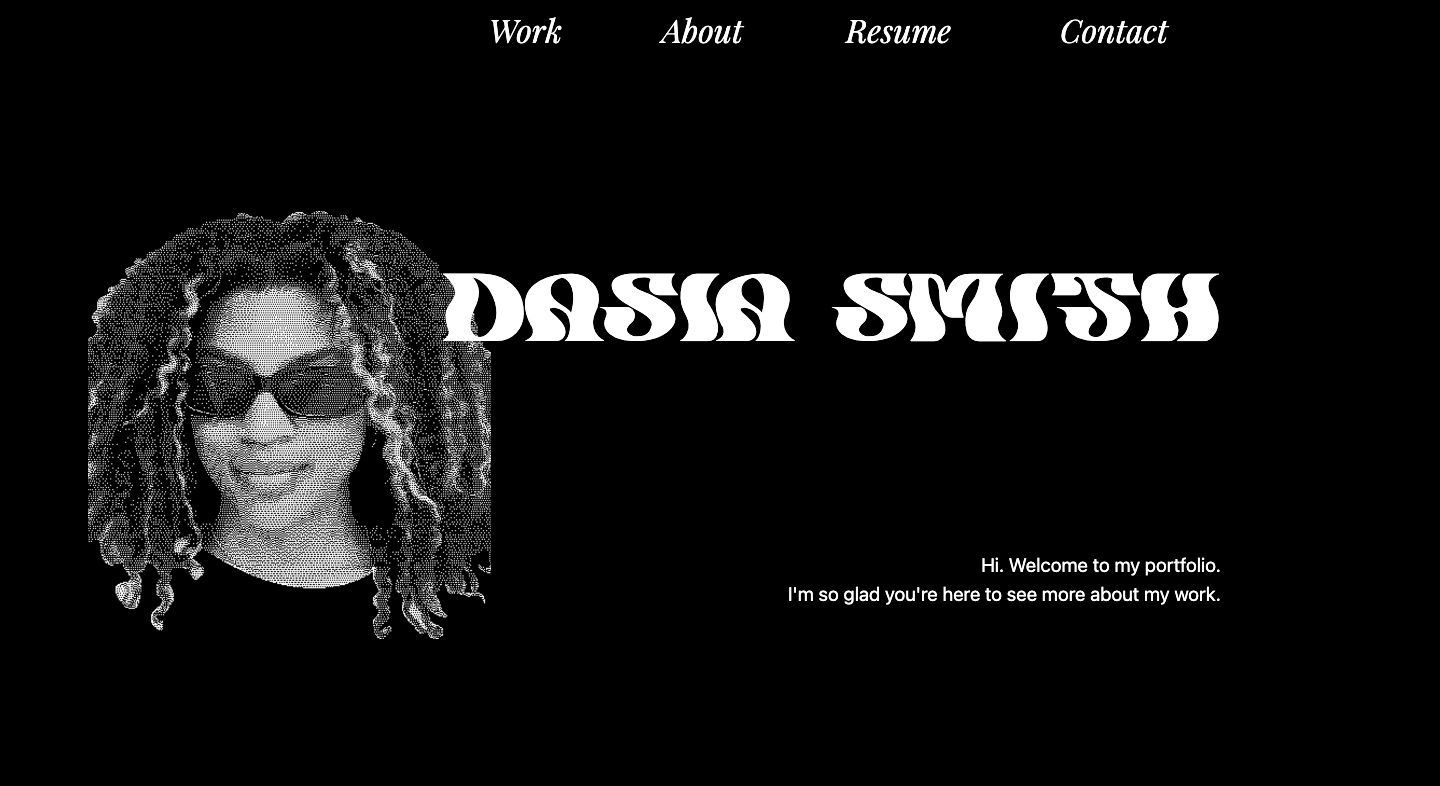 Work About Resume Contact
DASIA SMITH
Hi. Welcome to my portfolio.
I'm so glad you're here to see more about my work.